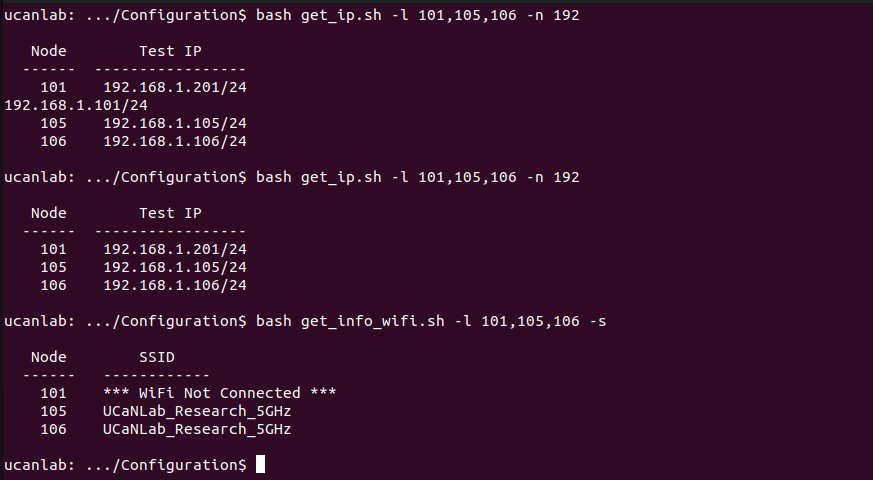 ucanlab: .../Configuration$ bash get_ip.sh -l 101,105,106 -n 192
Node Test IP
------ -----------------
101 192.168.1.201/24
192.168.1.101/24
105 192.168.1.105/24
106 192.168.1.106/24
ucanlab: .../Configuration$ bash get_ip.sh -l 101,105,106 -n 192
Node Test IP
------ -----------------
101 192.168.1.201/24
105 192.168.1.105/24
106 192.168.1.106/24
ucanlab: .../Configuration$ bash get_info_wifi.sh -l 101,105,106 -s
Node SSID
------ ------------
101 *** WiFi Not Connected ***
105 UCaNLab_Research_5GHz
106 UCaNLab_Research_5GHz
ucanlab: .../Configuration$